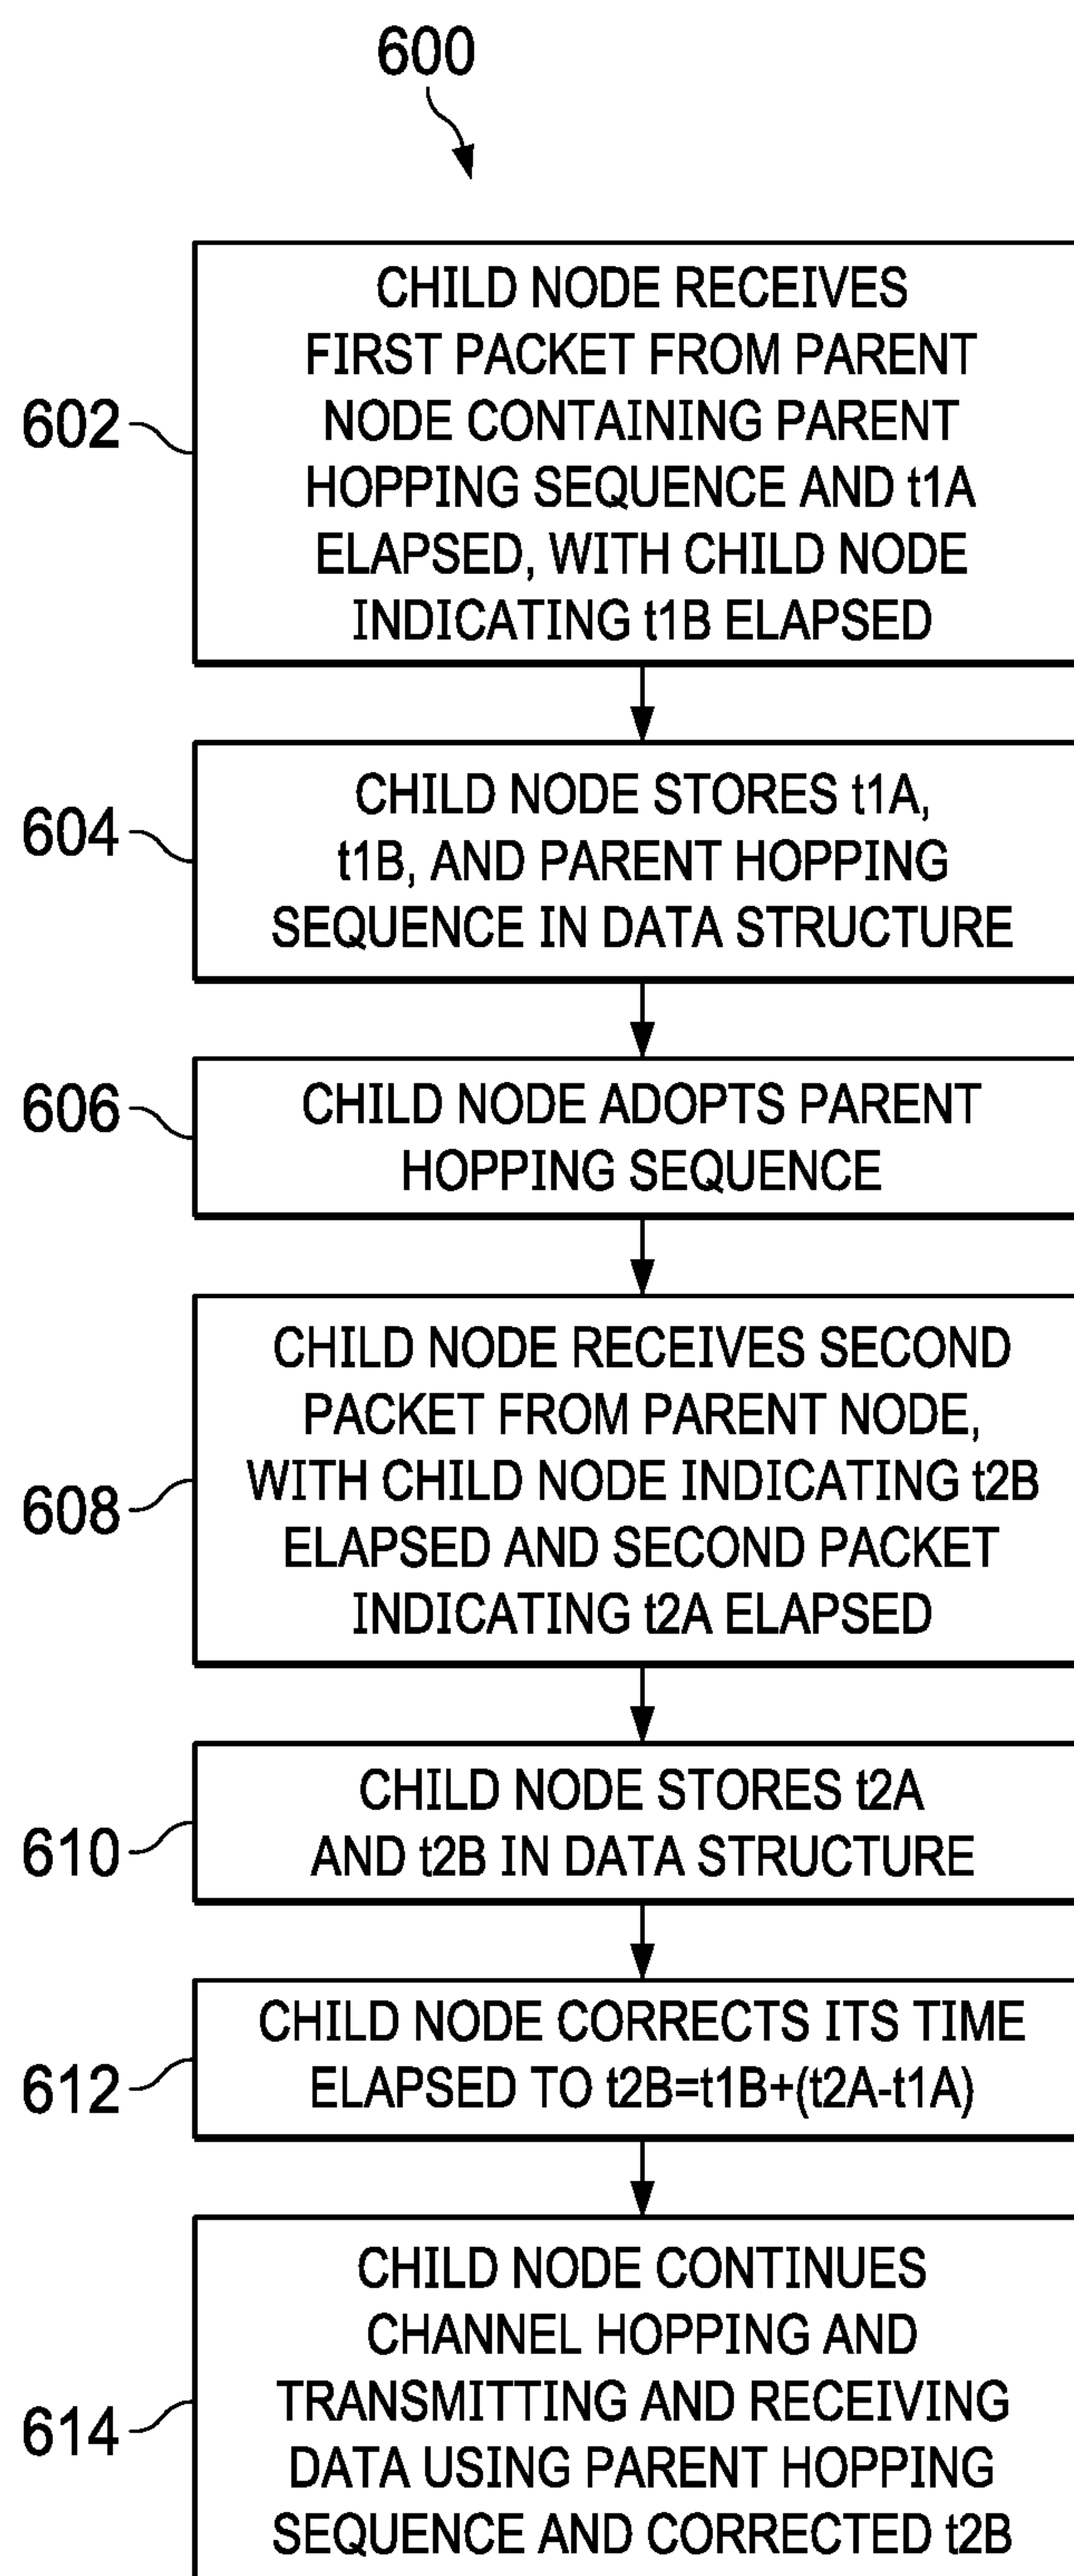 600
602
CHILD NODE RECEIVES
FIRST PACKET FROM PARENT
NODE CONTAINING PARENT
HOPPING SEQUENCE AND t1A
ELAPSED, WITH CHILD NODE
INDICATING t1B ELAPSED
604
CHILD NODE STORES t1A,
t1B, AND PARENT HOPPING
SEQUENCE IN DATA STRUCTURE
606
CHILD NODE ADOPTS PARENT
HOPPING SEQUENCE
608
CHILD NODE RECEIVES SECOND
PACKET FROM PARENT NODE,
WITH CHILD NODE INDICATING t2B
ELAPSED AND SECOND PACKET
INDICATING t2A ELAPSED
610
CHILD NODE STORES t2A
AND t2B IN DATA STRUCTURE
612
CHILD NODE CORRECTS ITS TIME
ELAPSED TO t2B=t1B+(t2A-t1A)
614
CHILD NODE CONTINUES
CHANNEL HOPPING AND
TRANSMITTING AND RECEIVING
DATA USING PARENT HOPPING
SEQUENCE AND CORRECTED t2B